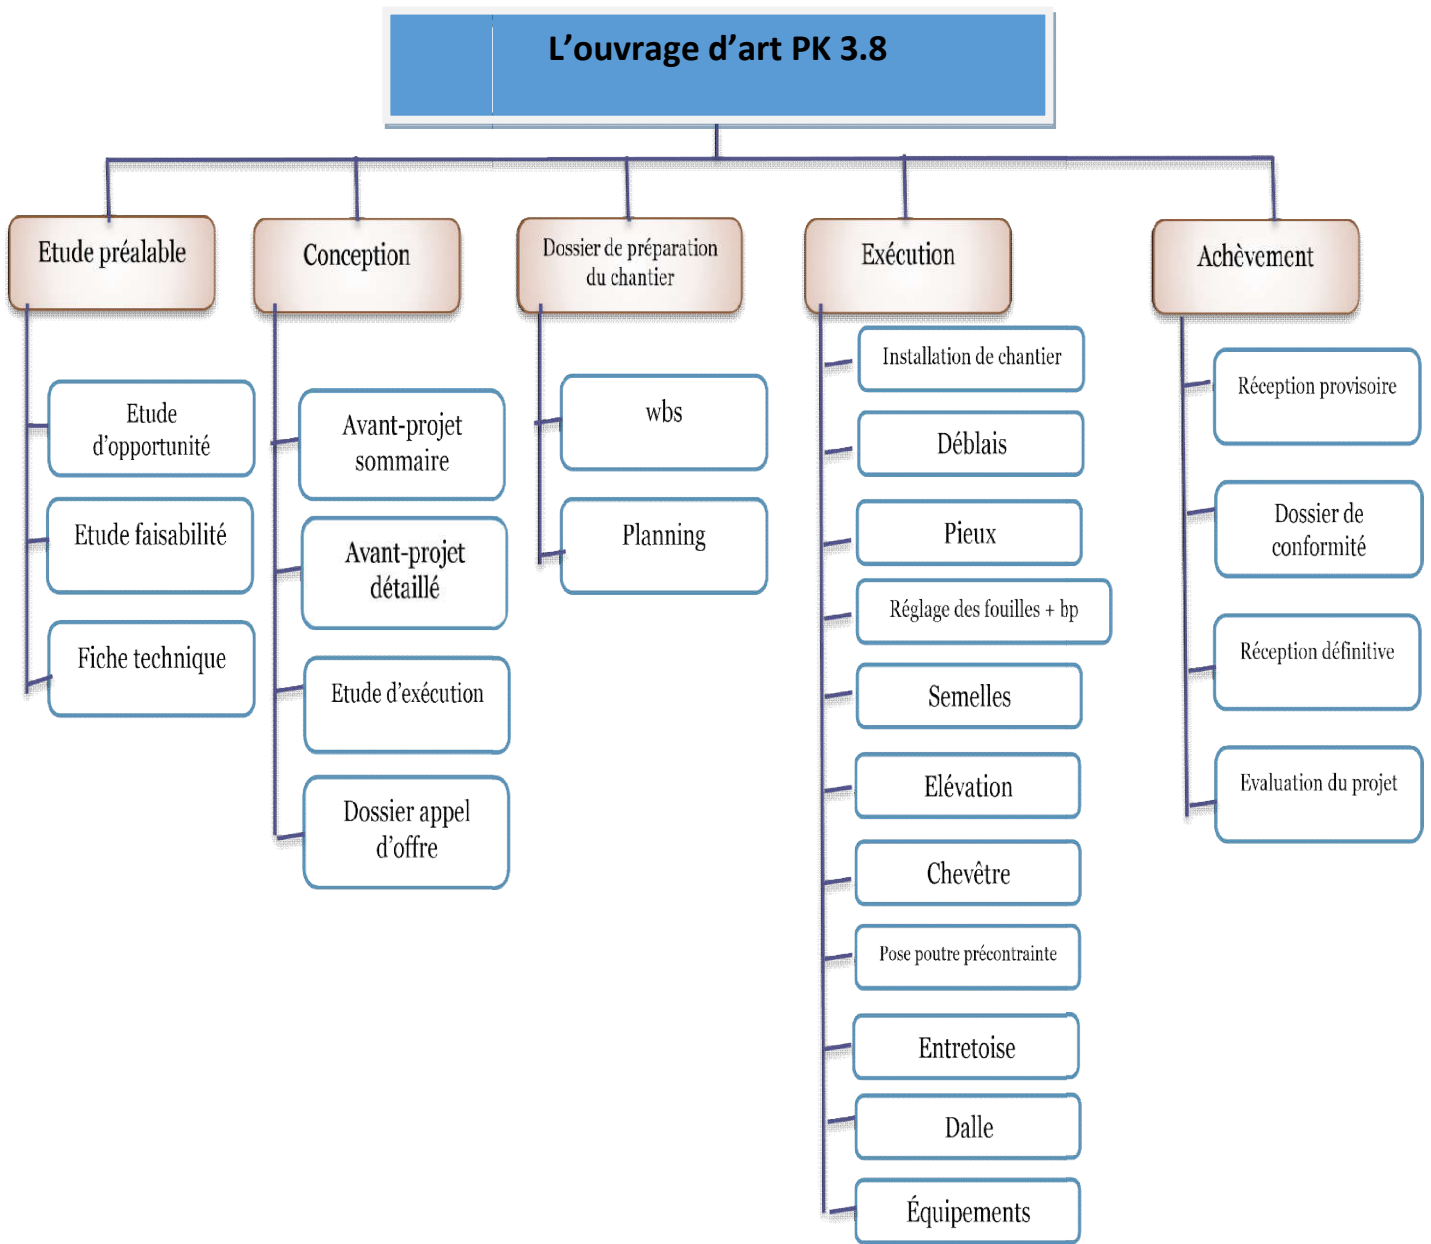 L’ouvrage d’art PK 3.8
Etude préalable
Etude
d’opportunité
Etude faisabilité
Fiche technique
Conception
Avant-projet
sommaire
Avant-projet
détaillé
Etude d’exécution
Dossier appel
d’offre
Dossier de préparation
du chantier
wbs
Planning
Exécution
Installation de chantier
Déblais
Pieux
Réglage des fouilles + bp
Semelles
Elévation
Chevêtre
Pose poutre précontrainte
Entretoise
Dalle
Équipements
Achèvement
Réception provisoire
Dossier de
conformité
Réception définitive
Evaluation du projet